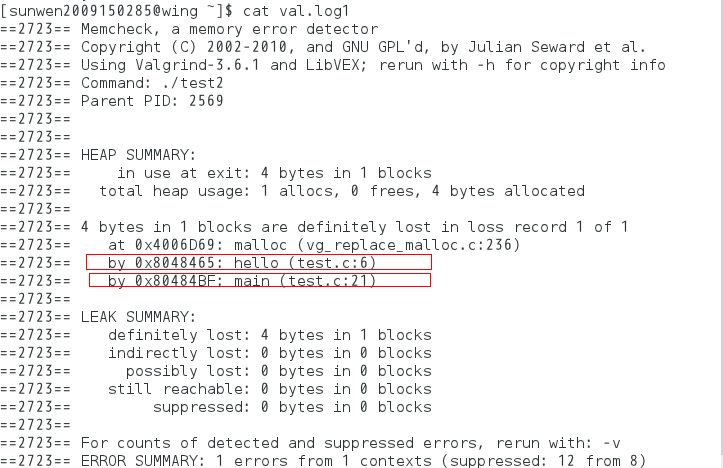 [sunwen2009150285@wing ~]$ cat val.log1
==2723== Memcheck, a memory error detector
==2723== Copyright (C) 2002-2010, and GNU GPL'd, by Julian Seward et al.
==2723== Using Valgrind-3.6.1 and LibVEX; rerun with -h for copyright info
==2723== Command: ./test2
==2723== Parent PID: 2569
==2723==
==2723==
==2723== HEAP SUMMARY:
==2723==     in use at exit: 4 bytes in 1 blocks
==2723==   total heap usage: 1 allocs, 0 frees, 4 bytes allocated
==2723==
==2723== 4 bytes in 1 blocks are definitely lost in loss record 1 of 1
==2723==    at 0x4006D69: malloc (vg_replace_malloc.c:236)
==2723==    by 0x8048465: hello (test.c:6)
==2723==    by 0x80484BF: main (test.c:21)
==2723==
==2723== LEAK SUMMARY:
==2723==    definitely lost: 4 bytes in 1 blocks
==2723==    indirectly lost: 0 bytes in 0 blocks
==2723==      possibly lost: 0 bytes in 0 blocks
==2723==    still reachable: 0 bytes in 0 blocks
==2723==         suppressed: 0 bytes in 0 blocks
==2723==
==2723== For counts of detected and suppressed errors, rerun with: -v
==2723== ERROR SUMMARY: 1 errors from 1 contexts (suppressed: 12 from 8)